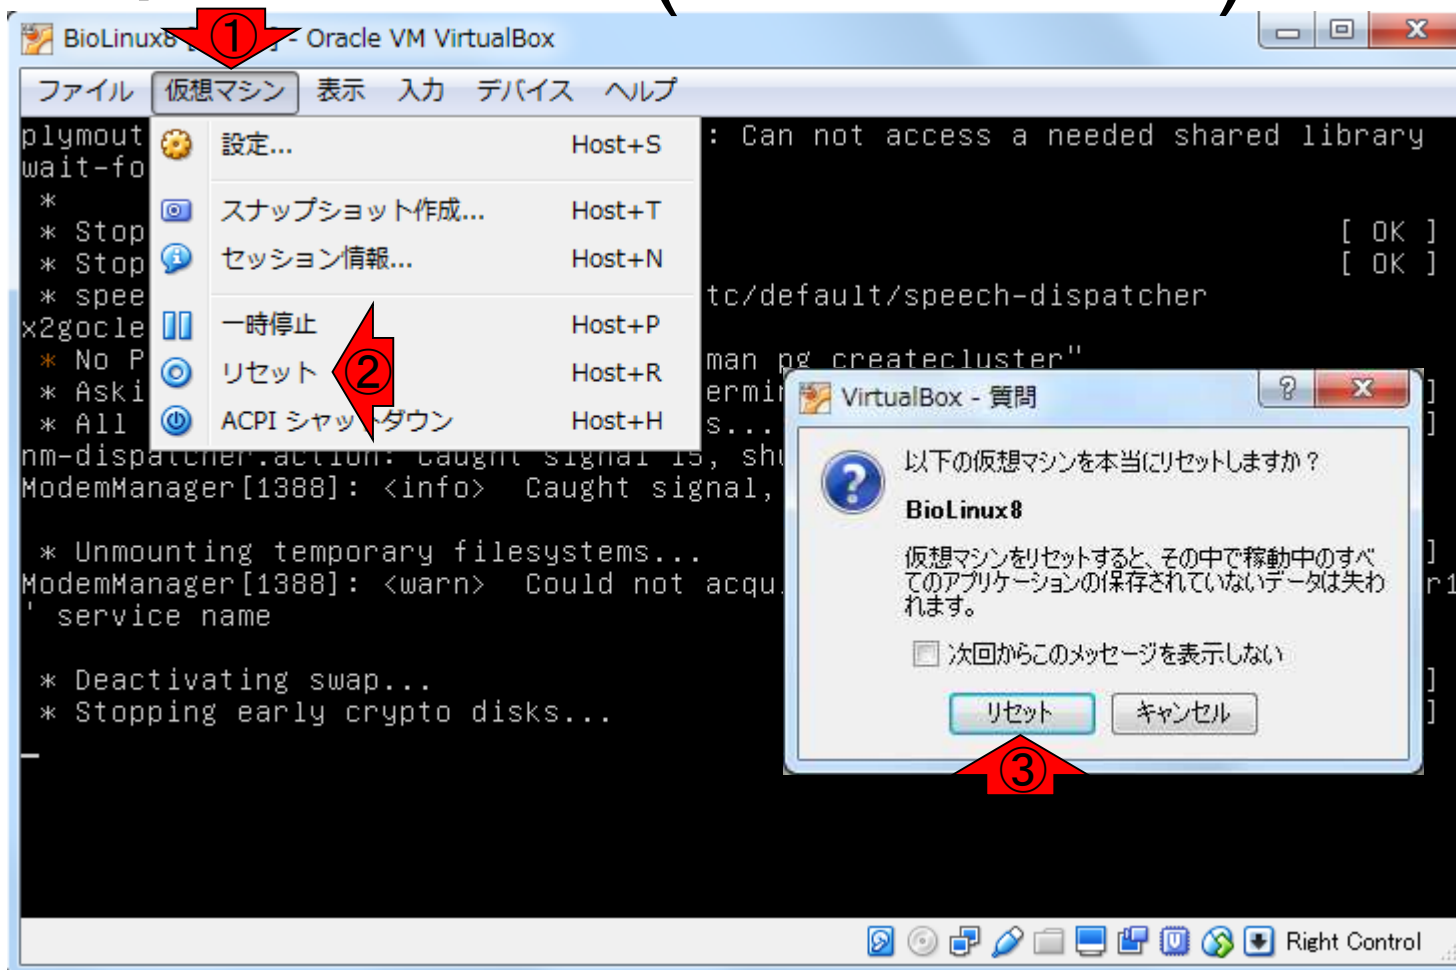 BioLinux8 [
- Oracle VM VirtualBox
①
ファイル 仮想マシン 表示 入力 デバイス ヘルプ
plymout : Can not access a needed shared library
wait-fo
*
* Stop [ OK ]
* Stop [ OK ]
* spee tc/default/speech-dispatcher
x2gocle
* No P man pg_createcluster"
* Aski ermi ]
* All s... ]
nm-dispatcher.action: Caught signal 15, shu
ModemManager[1388]: <info> Caught signal,
* Unmounting temporary filesystems... ]
ModemManager[1388]: <warn> Could not acqu r1
' service name
* Deactivating swap... ]
* Stopping early crypto disks... ]
設定... Host+S
スナップショット作成... Host+T
セッション情報... Host+N
一時停止 Host+P
リセット Host+R
②
ACPI シャットダウン Host+H
VirtualBox - 質問
以下の仮想マシンを本当にリセットしますか？
BioLinux8
仮想マシンをリセットすると、その中で稼動中のすべ
てのアプリケーションの保存されていないデータは失わ
れます。
次回からこのメッセージを表示しない
リセット キャンセル
③
Right Control